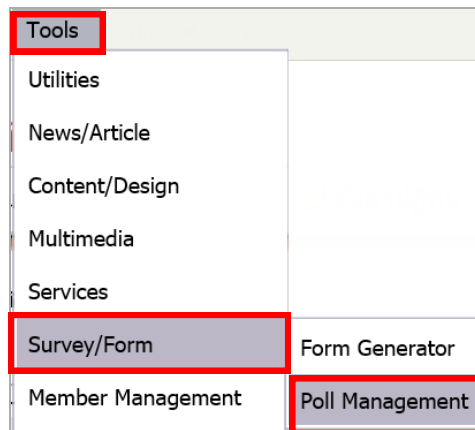 Tools
Utilities
News/Article
Content/Design
Multimedia
Services
Survey/Form
Form Generator
Member Management
Poll Management